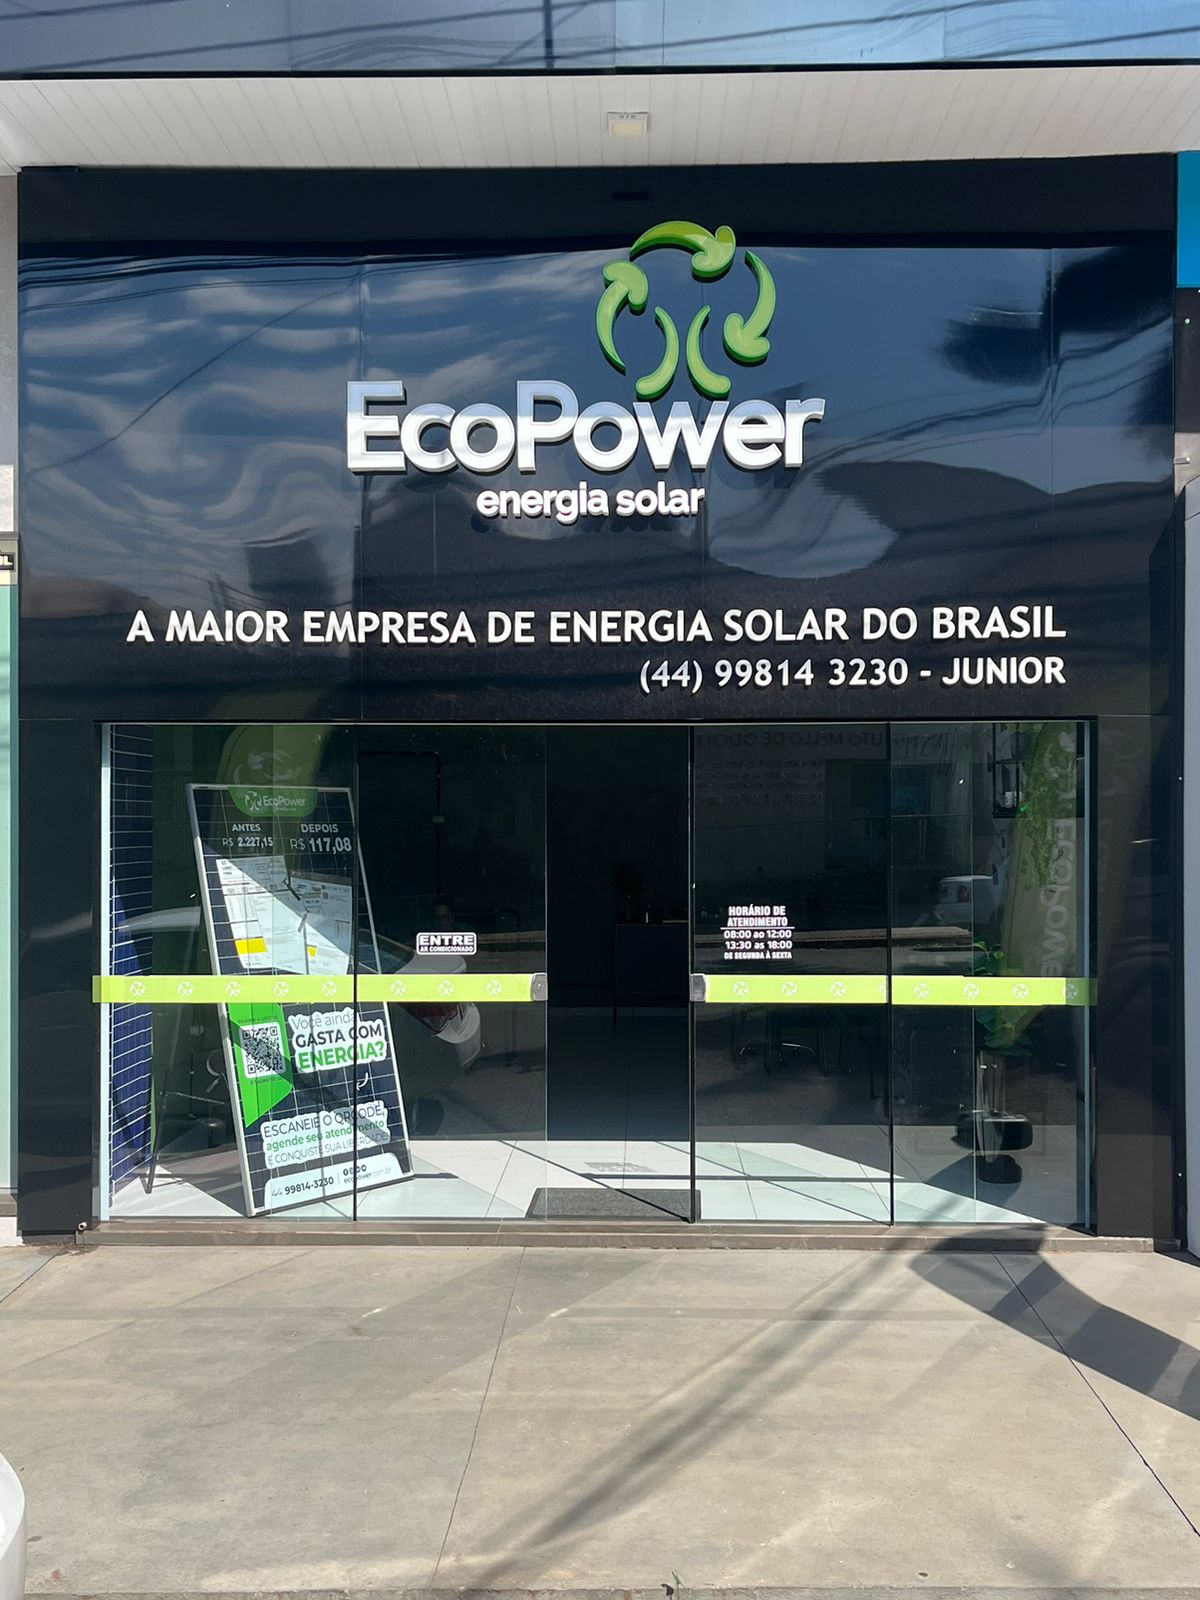 EcoPower
energia solar
A MAIOR EMPRESA DE ENERGIA SOLAR DO BRASIL
(44) 99814 3230 - JUNIOR
EcoPower
ANTES DEPOIS
R$ 2.227,15 R$ 117,08
ENTRE
AR CONDICIONADO
HORÁRIO DE
ATENDIMENTO
08:00 ao 12:00
13:30 as 18:00
DE SEGUNDA À SEXTA
Você ainda
GASTA COM
ENERGIA?
ESCANEIE O QRCODE,
agende seu atendimento
E CONQUISTE SUA LIBERDADE
44 99814-3230
ecopower.com.br
EcoPower